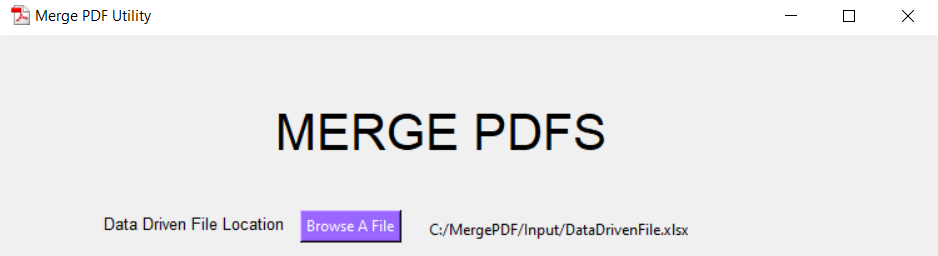 Merge PDF Utility
MERGE PDFS
Data Driven File Location Browse A File C:/MergePDF/Input/DataDrivenFile.xlsx